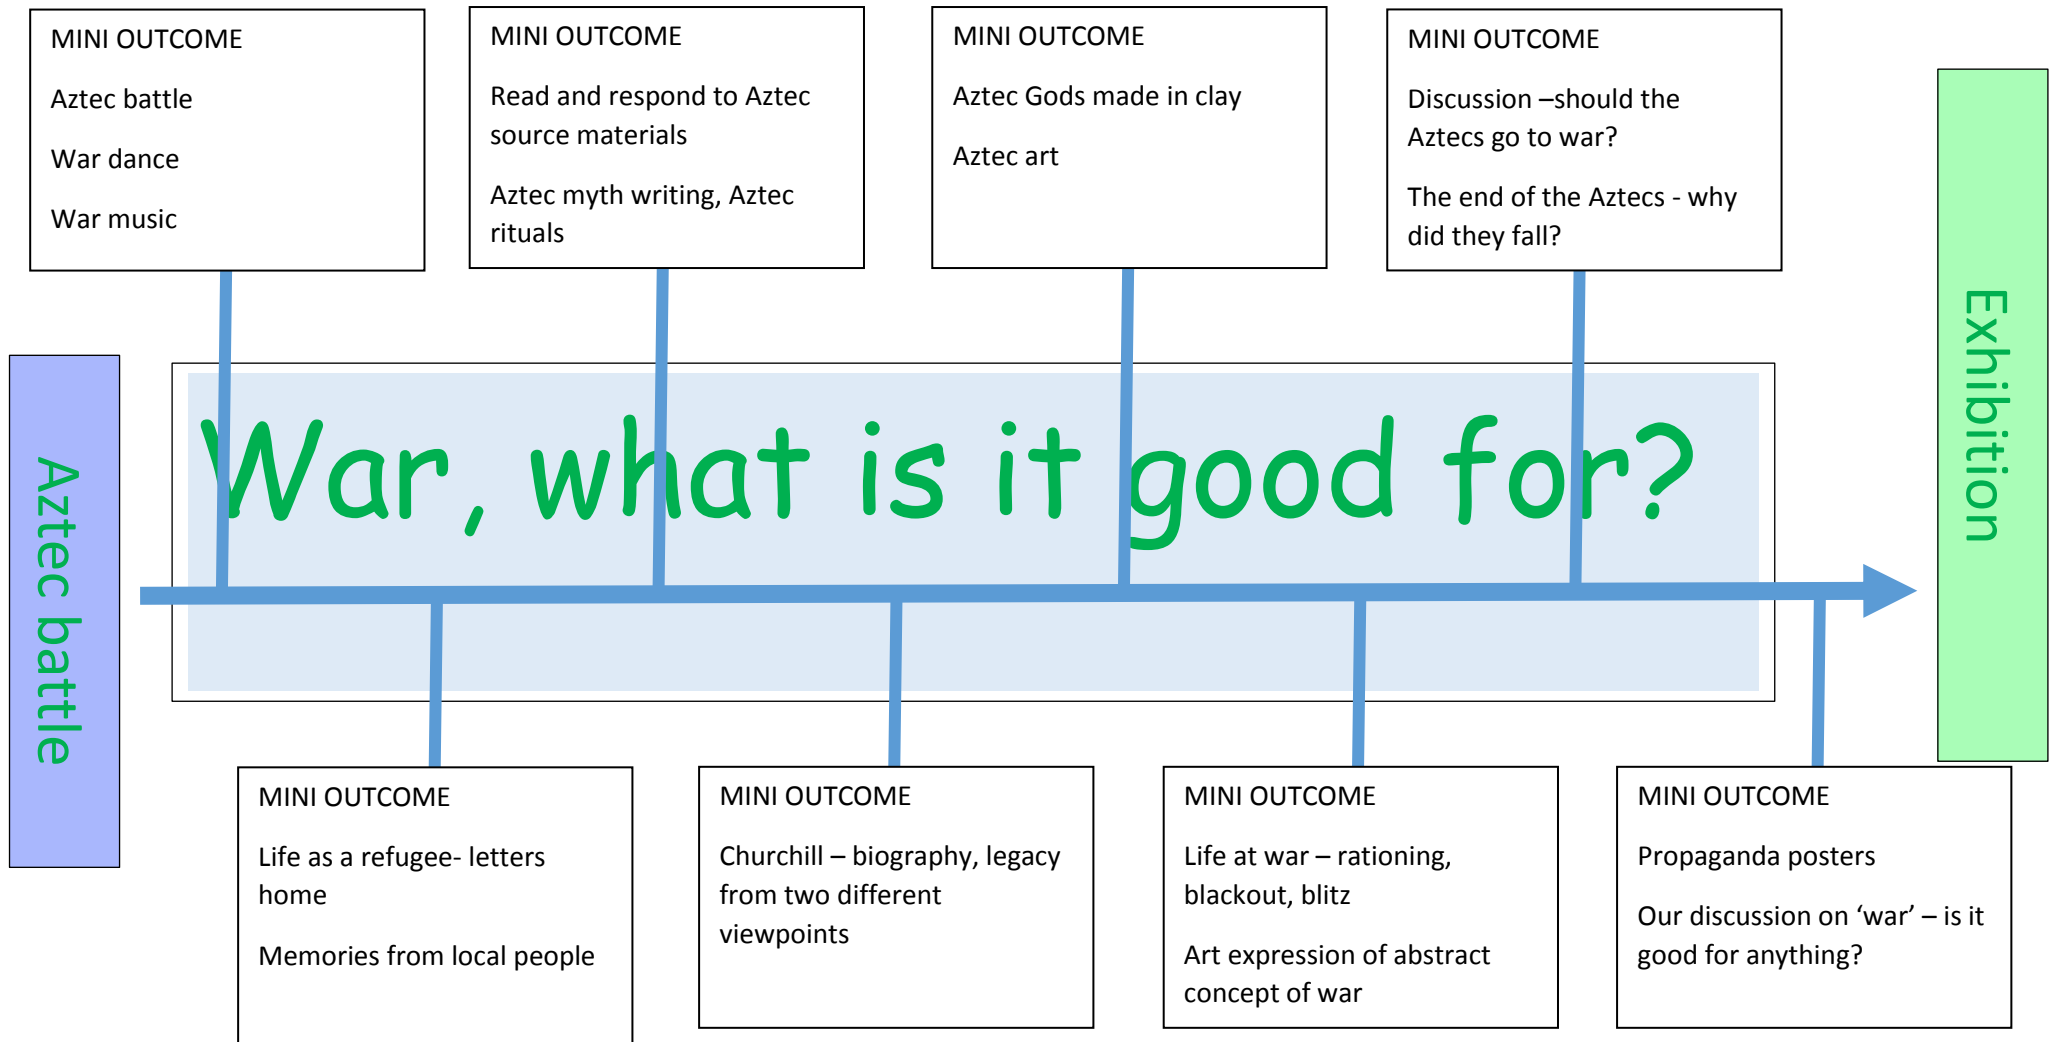 MINI OUTCOME
Aztec battle
War dance
War music
MINI OUTCOME
Read and respond to Aztec
source materials
Aztec myth writing, Aztec
rituals
MINI OUTCOME
Aztec Gods made in clay
Aztec art
MINI OUTCOME
Discussion –should the
Aztecs go to war?
The end of the Aztecs - why
did they fall?
Aztec battle
War, what is it good for?
Exhibition
MINI OUTCOME
Life as a refugee- letters
home
Memories from local people
MINI OUTCOME
Churchill – biography, legacy
from two different
viewpoints
MINI OUTCOME
Life at war – rationing,
blackout, blitz
Art expression of abstract
concept of war
MINI OUTCOME
Propaganda posters
Our discussion on ‘war’ – is it
good for anything?